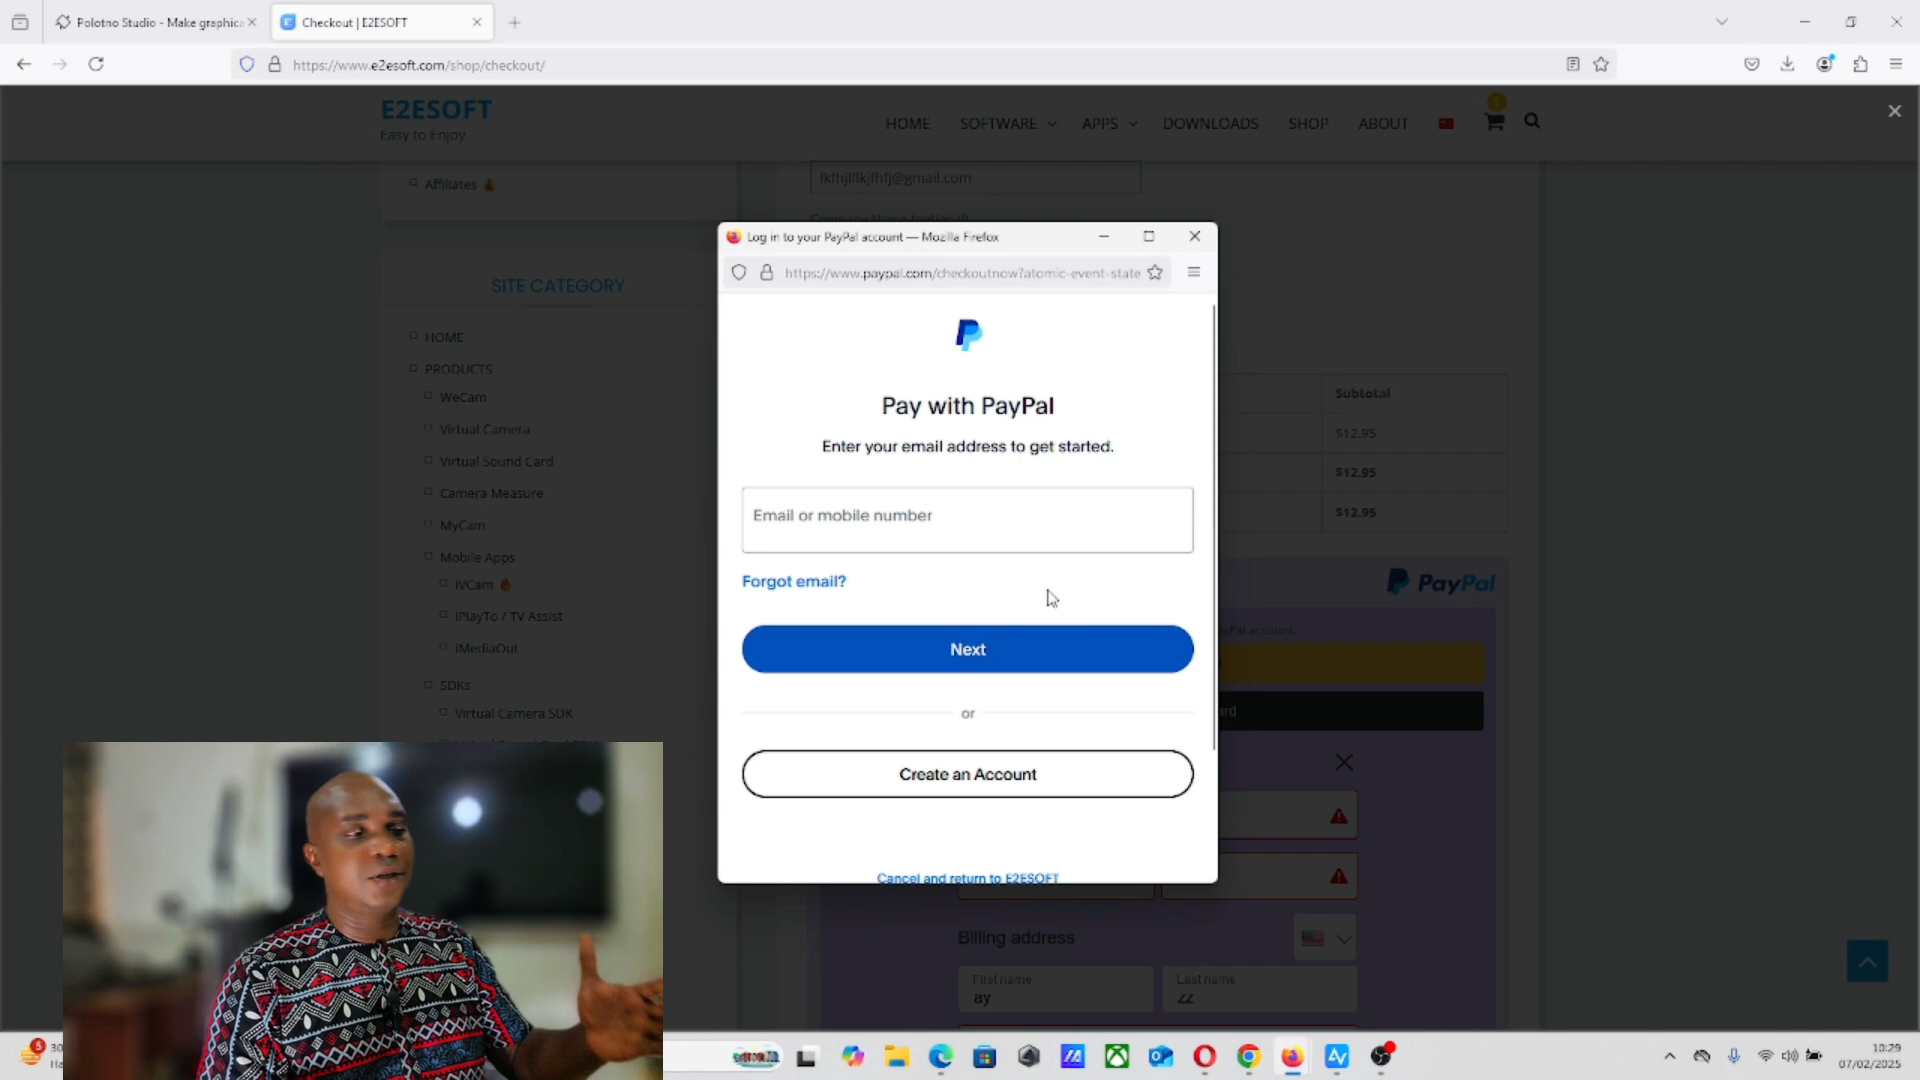 Polotno Studio - Make graphica
Checkout | E2ESOFT
https://www.e2esoft.com/shop/checkout/
E2ESOFT
Easy to Enjoy
HOME
SOFTWARE
APPS
DOWNLOADS
SHOP
ABOUT
Affiliates
SITE CATEGORY
HOME
PRODUCTS
WeCam
Virtual Camera
Virtual Sound Card
Camera Measure
MyCam
Mobile Apps
iVCam
iPlayTo / TV Assist
iMediaOut
SDKs
Virtual Camera SDK
Log in to your PayPal account — Mozilla Firefox
https://www.paypal.com/checkoutnow?atomic-event-state
Pay with PayPal
Enter your email address to get started.
Email or mobile number
Forgot email?
Next
or
Create an Account
Cancel and return to E2ESOFT
Subtotal
$12.95
$12.95
$12.95
PayPal
Billing address
First name
ay
Last name
zz
10:29
07/02/2025